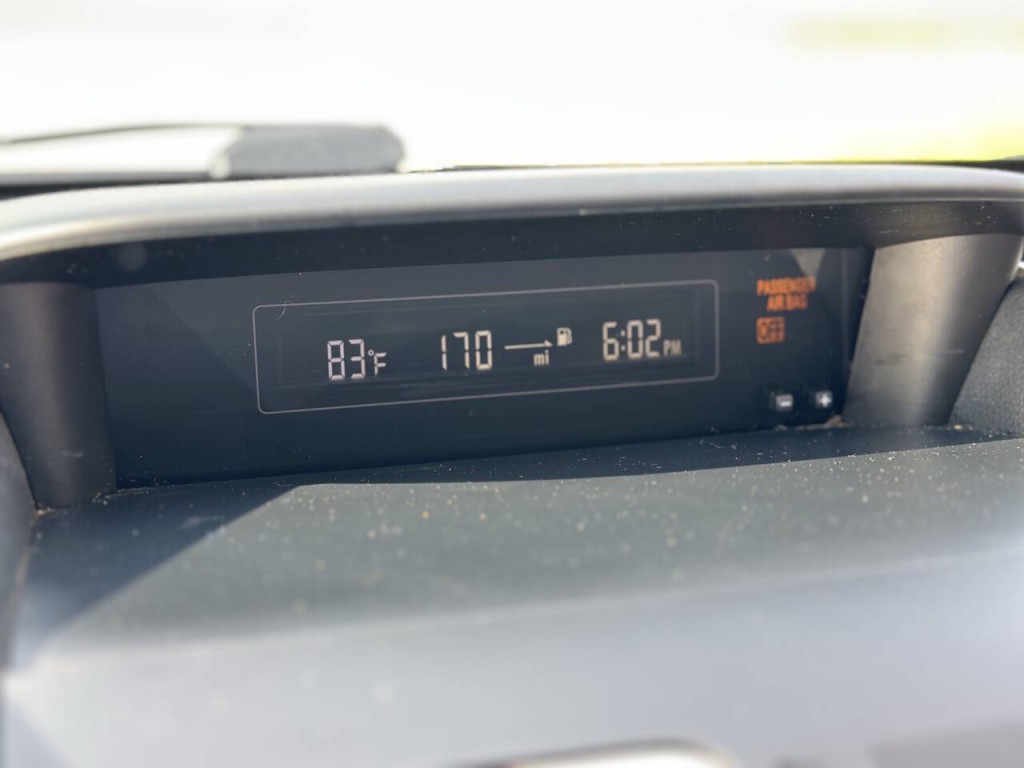 83°F 170 mi 6:02 PM
PASSENGER
AIR BAG
OFF
- +